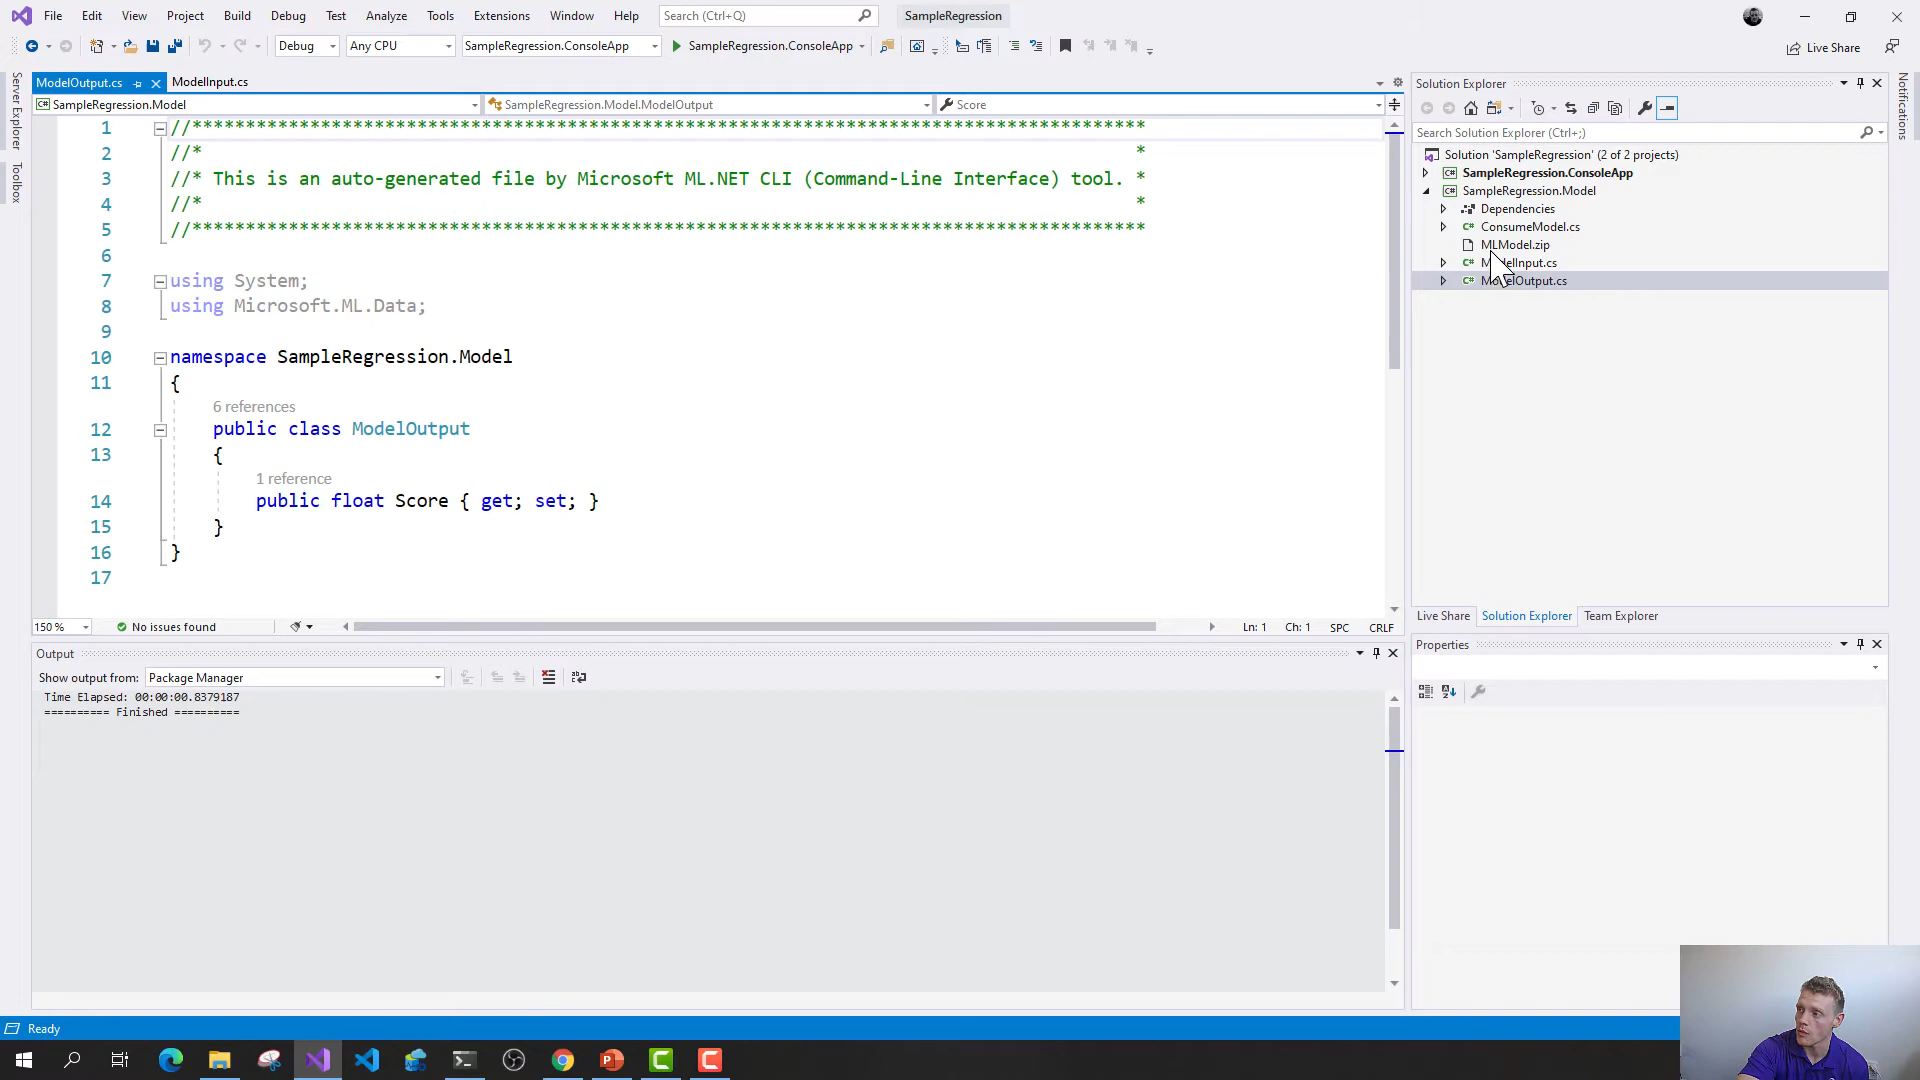 File Edit View Project Build Debug Test Analyze Tools Extensions Window Help Search (Ctrl+Q) SampleRegression
Debug Any CPU SampleRegression.ConsoleApp SampleRegression.ConsoleApp Live Share
Server Explorer
Toolbox
ModelOutput.cs ModelInput.cs
SampleRegression.Model SampleRegression.Model.ModelOutput Score
1 //*****************************************************************************************
2 //* *
3 //* This is an auto-generated file by Microsoft ML.NET CLI (Command-Line Interface) tool. *
4 //* *
5 //*****************************************************************************************
6
7 using System;
8 using Microsoft.ML.Data;
9
10 namespace SampleRegression.Model
11 {
6 references
12 public class ModelOutput
13 {
1 reference
14 public float Score { get; set; }
15 }
16 }
17
150 % No issues found Ln: 1 Ch: 1 SPC CRLF
Output
Show output from: Package Manager
Time Elapsed: 00:00:00.8379187
========== Finished ==========
Solution Explorer
Search Solution Explorer (Ctrl+;)
Solution 'SampleRegression' (2 of 2 projects)
SampleRegression.ConsoleApp
SampleRegression.Model
Dependencies
ConsumeModel.cs
MLModel.zip
ModelInput.cs
ModelOutput.cs
Live Share Solution Explorer Team Explorer
Properties
Notifications
Ready